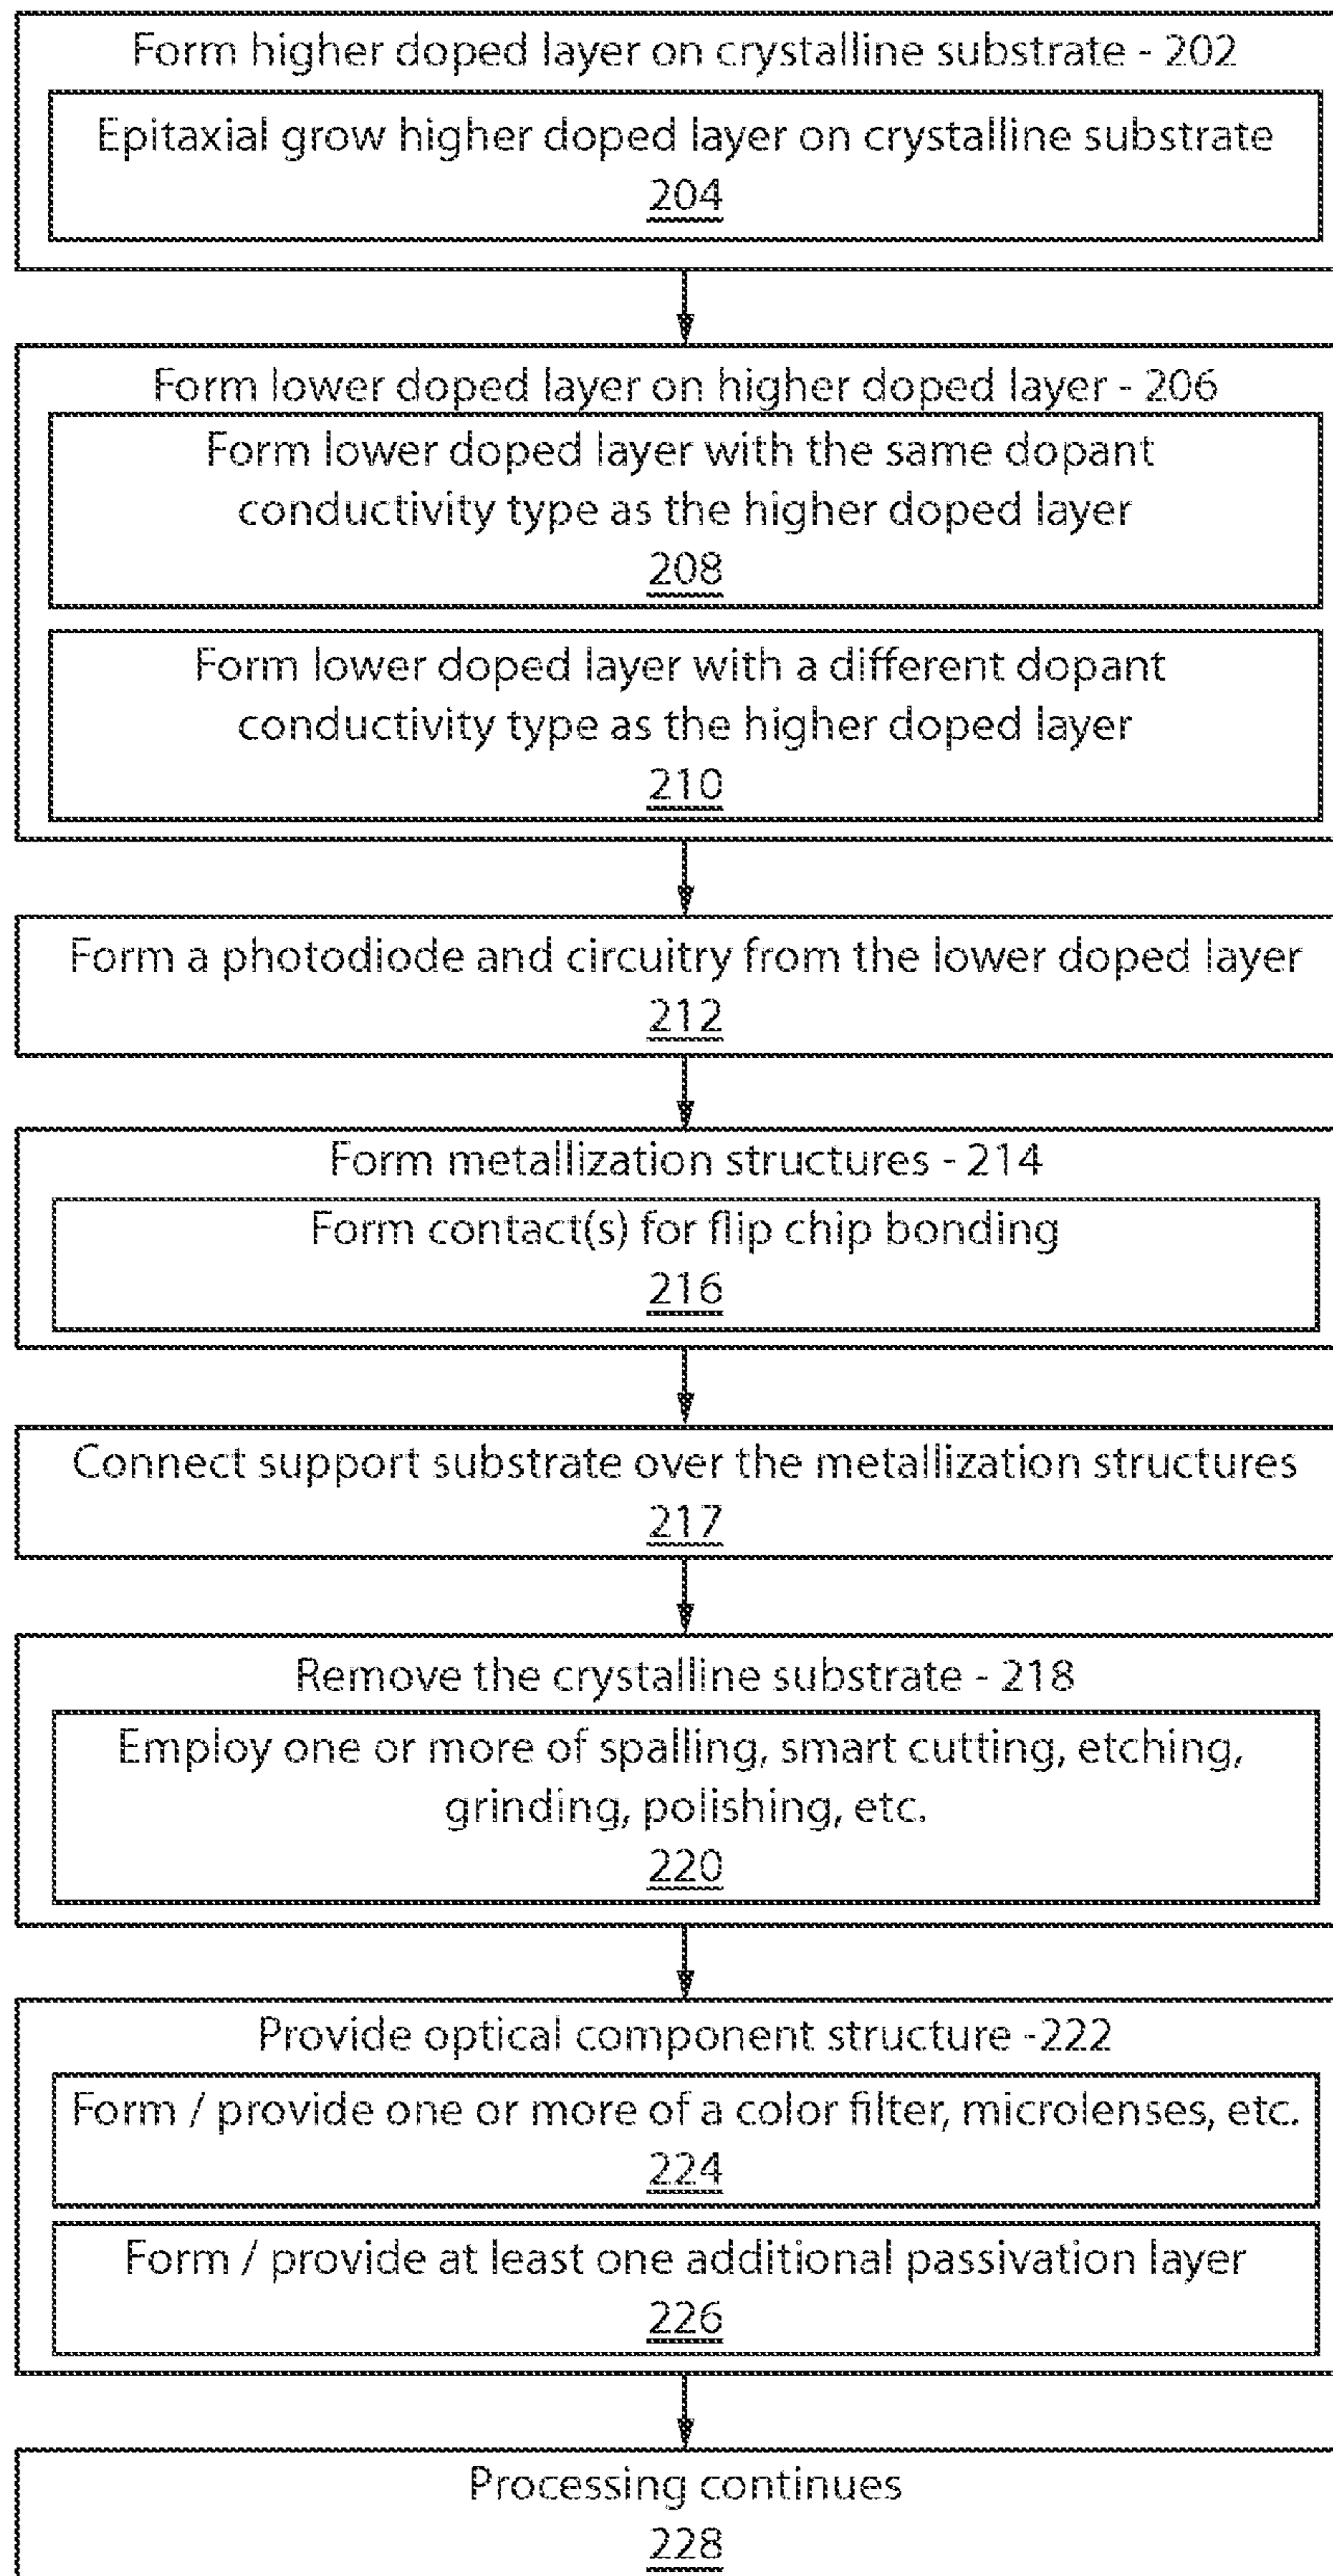 Form higher doped layer on crystalline substrate - 202
Epitaxial grow higher doped layer on crystalline substrate
204
Form lower doped layer on higher doped layer - 206
Form lower doped layer with the same dopant
conductivity type as the higher doped layer
208
Form lower doped layer with a different dopant
conductivity type as the higher doped layer
210
Form a photodiode and circuitry from the lower doped layer
212
Form metallization structures - 214
Form contact(s) for flip chip bonding
216
Connect support substrate over the metallization structures
217
Remove the crystalline substrate - 218
Employ one or more of spalling, smart cutting, etching,
grinding, polishing, etc.
220
Provide optical component structure -222
Form / provide one or more of a color filter, microlenses, etc.
224
Form / provide at least one additional passivation layer
226
Processing continues
228